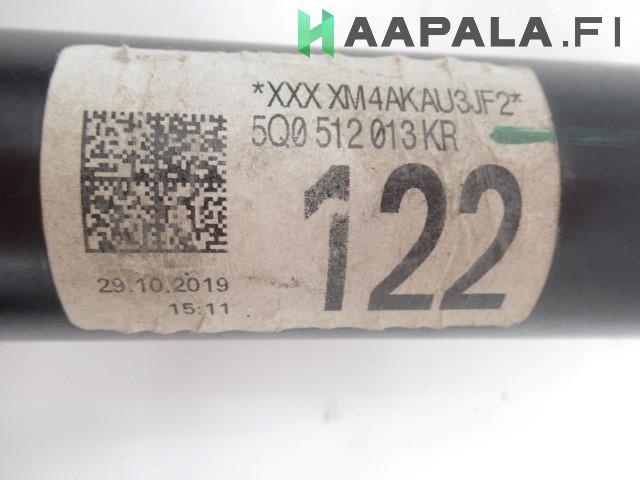 HAAPALA.FI
*XXX XM4AKAU3JF2*
5Q0 512 013 KR
122
29.10.2019
15:11